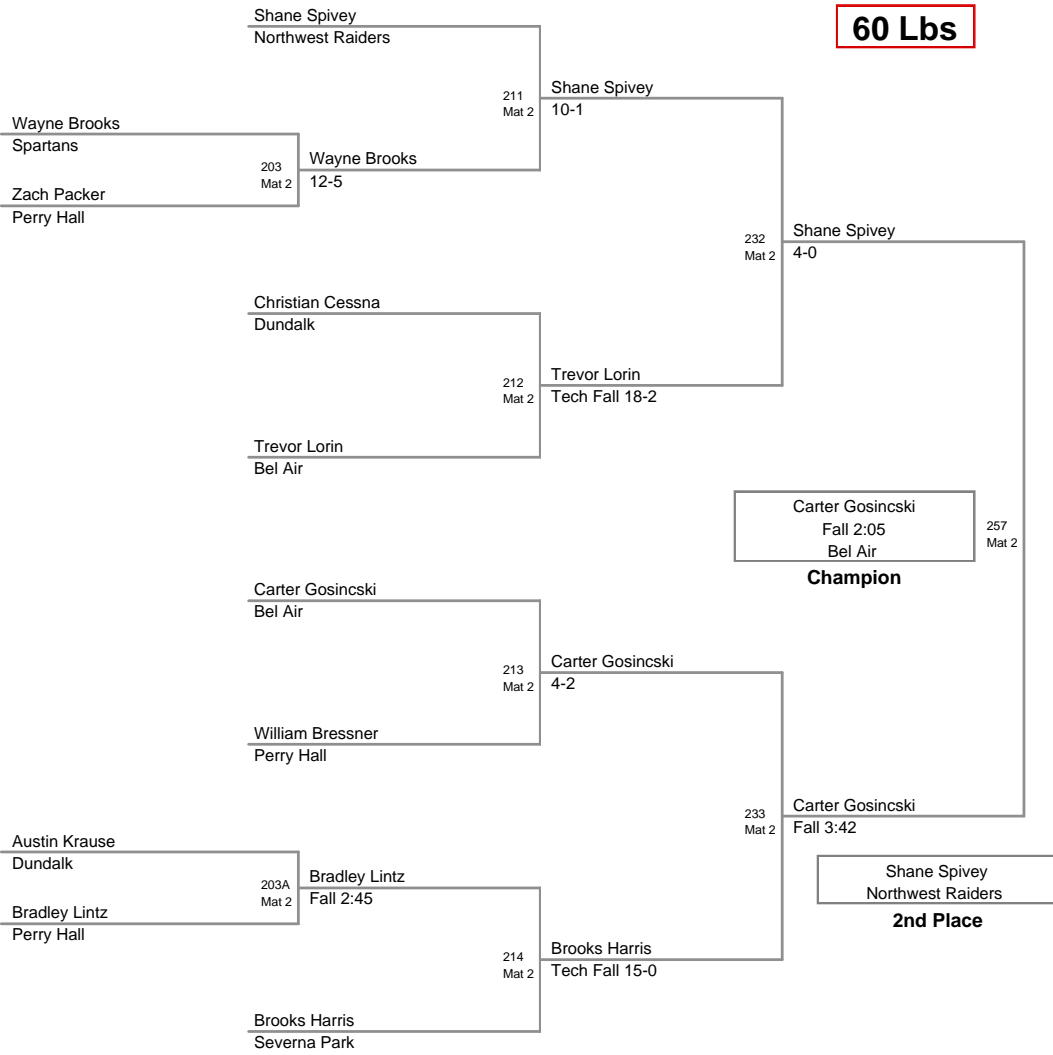 Shane Spivey
Northwest Raiders
60 Lbs
211
Mat 2
Shane Spivey
10-1
Wayne Brooks
Spartans
203
Mat 2
Wayne Brooks
12-5
Zach Packer
Perry Hall
232
Mat 2
Shane Spivey
4-0
Christian Cessna
Dundalk
212
Mat 2
Trevor Lorin
Tech Fall 18-2
Trevor Lorin
Bel Air
Carter Gosincski
Fall 2:05
Bel Air
Champion
257
Mat 2
Carter Gosincski
Bel Air
213
Mat 2
Carter Gosincski
4-2
William Bressner
Perry Hall
233
Mat 2
Carter Gosincski
Fall 3:42
Austin Krause
Dundalk
203A
Mat 2
Bradley Lintz
Fall 2:45
Shane Spivey
Northwest Raiders
2nd Place
Bradley Lintz
Perry Hall
214
Mat 2
Brooks Harris
Tech Fall 15-0
Brooks Harris
Severna Park